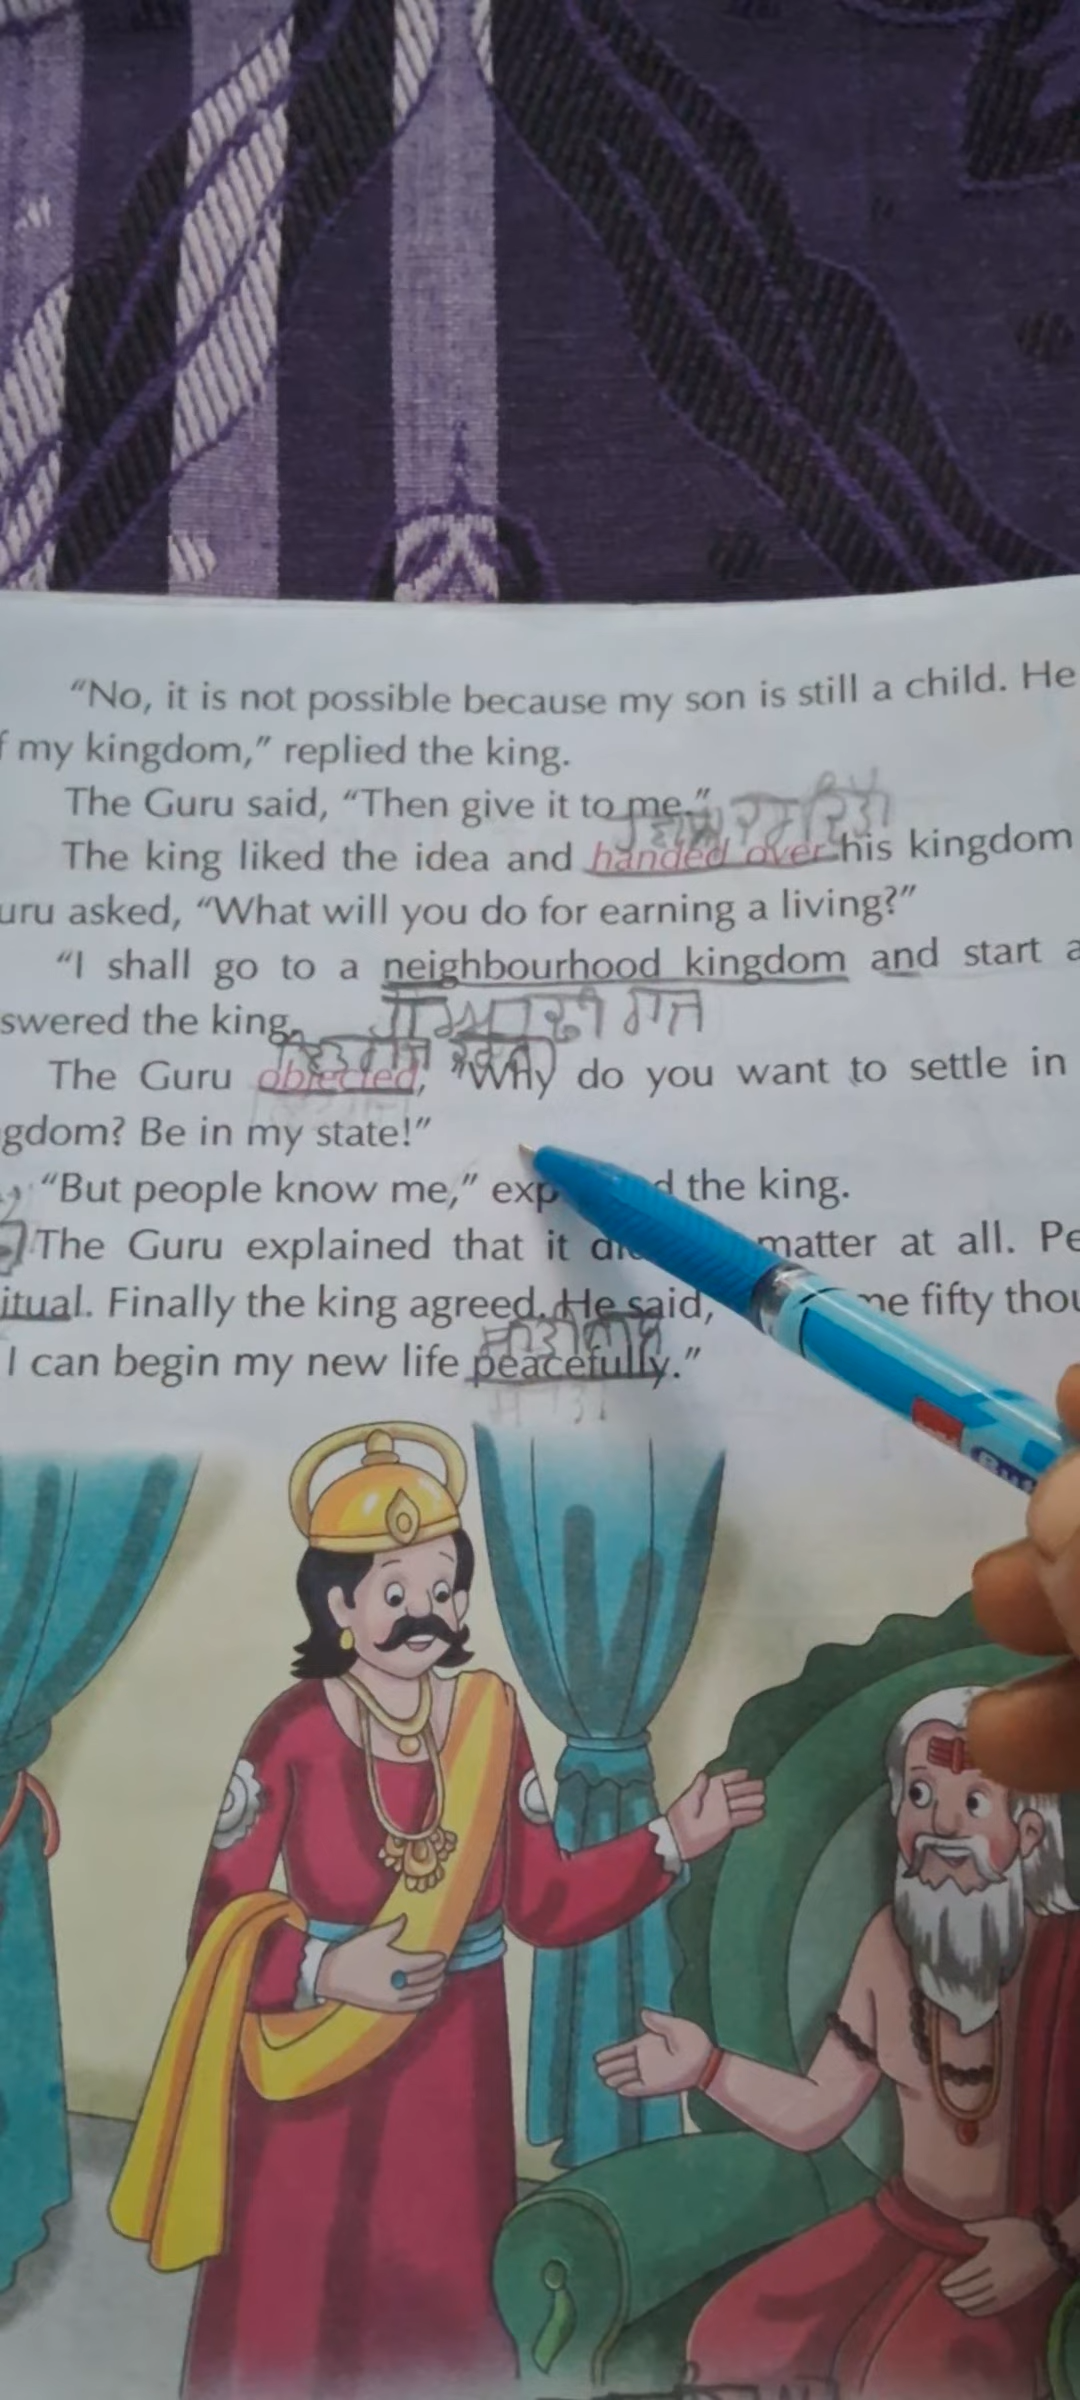 "No, it is not possible because my son is still a child. He
my kingdom," replied the king.
The Guru said, "Then give it to me."
The king liked the idea and handed over his kingdom
uru asked, "What will you do for earning a living?"
"I shall go to a neighbourhood kingdom and start a
swered the king.
The Guru objected, "Why do you want to settle in
gdom? Be in my state!"
"But people know me," exp d the king.
The Guru explained that it matter at all. Pe
itual. Finally the king agreed. He said, me fifty thou
I can begin my new life peacefully."